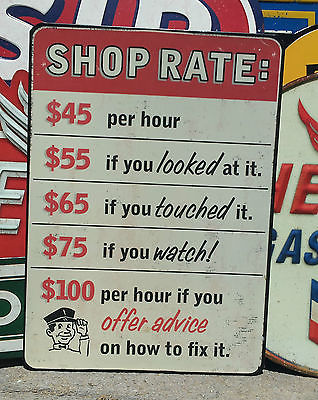 SHOP RATE:
$45 per hour
$55 if you looked at it.
$65 if you touched it.
$75 if you watch!
$100 per hour if you
offer advice
on how to fix it.
GAS